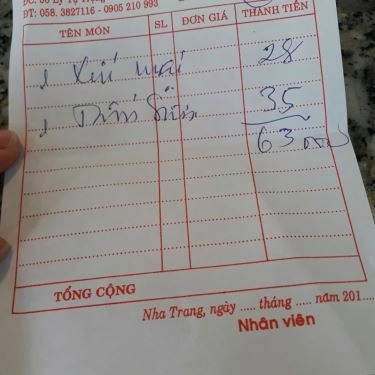 ĐT: 058. 3827116 - 0905 210 993
TÊN MÓN SL ĐƠN GIÁ THÀNH TIỀN
1 Xíu mại 28
1 35
63 000
TỔNG CỘNG
Nha Trang, ngày ..... tháng ..... năm 201....
Nhân viên